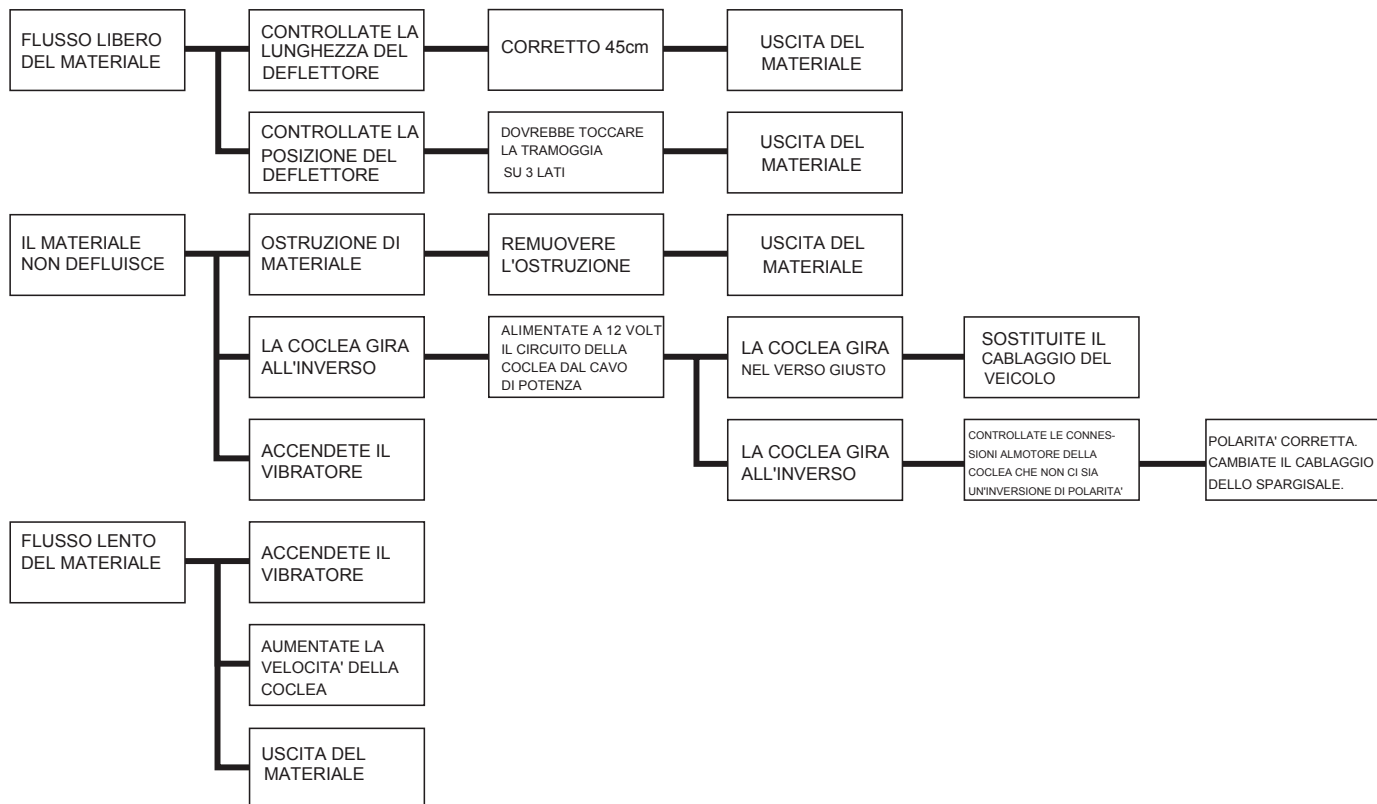 FLUSSO LIBERO
DEL MATERIALE
CONTROLLATE LA
LUNGHEZZA DEL
DEFLETTORE
CORRETTO 45cm
USCITA DEL
MATERIALE
CONTROLLATE LA
POSIZIONE DEL
DEFLETTORE
DOVREBBE TOCCARE
LA TRAMOGGIA
SU 3 LATI
USCITA DEL
MATERIALE
IL MATERIALE
NON DEFLUISCE
OSTRUZIONE DI
MATERIALE
REMUOVERE
L'OSTRUZIONE
USCITA DEL
MATERIALE
LA COCLEA GIRA
ALL'INVERSO
ALIMENTATE A 12 VOLT
IL CIRCUITO DELLA
COCLEA DAL CAVO
DI POTENZA
LA COCLEA GIRA
NEL VERSO GIUSTO
SOSTITUITE IL
CABLAGGIO DEL
VEICOLO
ACCENDETE IL
VIBRATORE
LA COCLEA GIRA
ALL'INVERSO
CONTROLLATE LE CONNES-
SIONI ALMOTORE DELLA
COCLEA CHE NON CI SIA
UN'INVERSIONE DI POLARITA'
POLARITA' CORRETTA.
CAMBIATE IL CABLAGGIO
DELLO SPARGISALE.
FLUSSO LENTO
DEL MATERIALE
ACCENDETE IL
VIBRATORE
AUMENTATE LA
VELOCITA' DELLA
COCLEA
USCITA DEL
MATERIALE